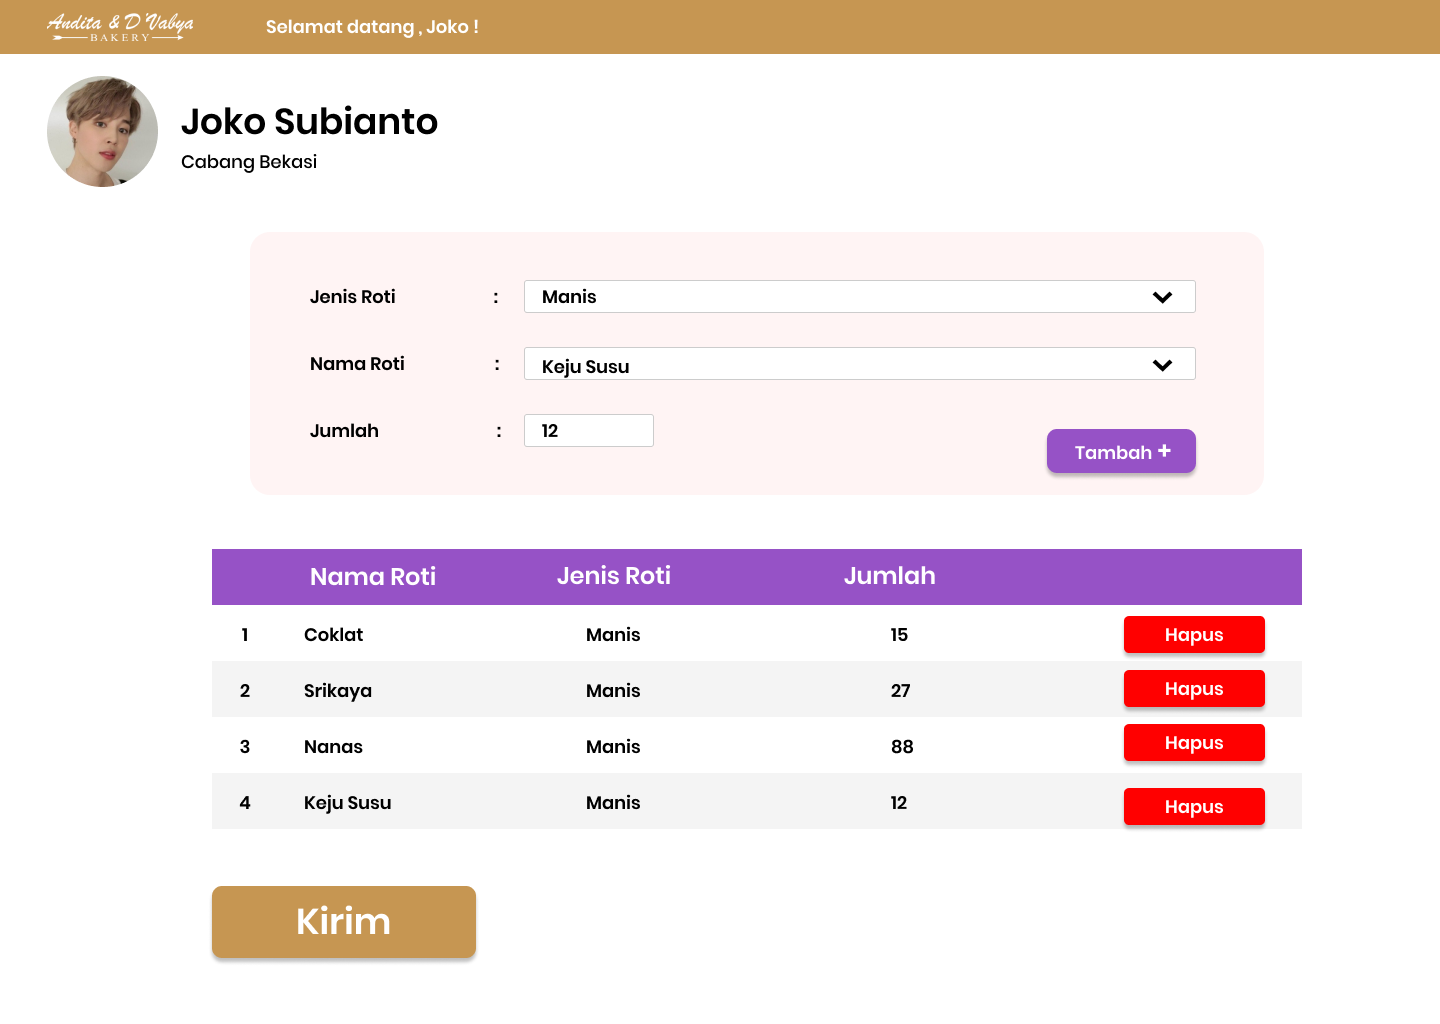 Andita & D'Vabya
BAKERY
Selamat datang , Joko !
Joko Subianto
Cabang Bekasi
Jenis Roti : Manis
Nama Roti : Keju Susu
Jumlah : 12
Tambah +
Nama Roti Jenis Roti Jumlah
1 Coklat Manis 15 Hapus
2 Srikaya Manis 27 Hapus
3 Nanas Manis 88 Hapus
4 Keju Susu Manis 12 Hapus
Kirim